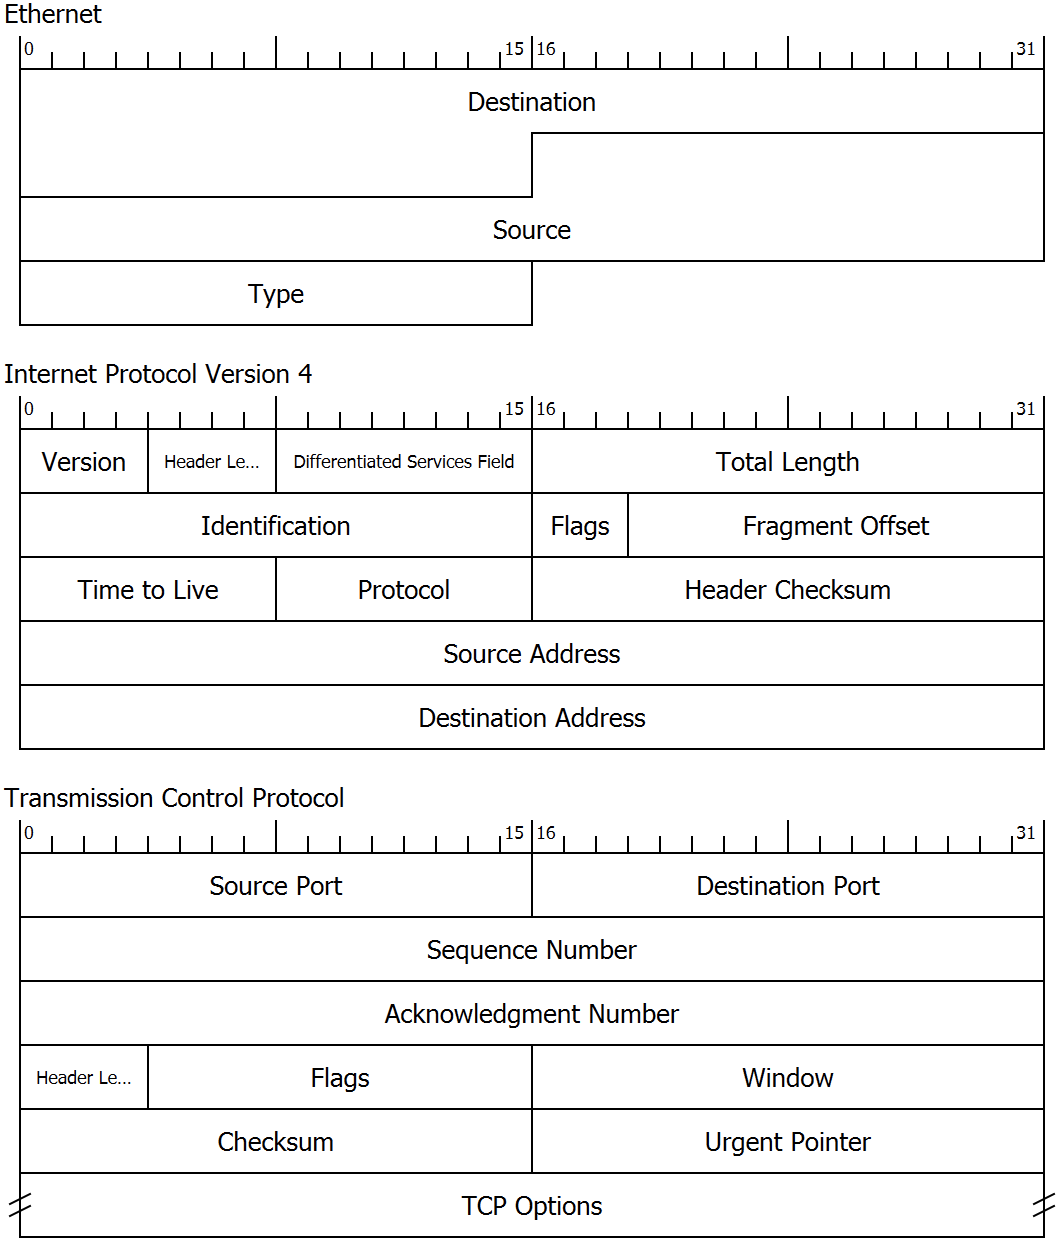 Ethernet
0 15 16 31
Destination
Source
Type
Internet Protocol Version 4
0 15 16 31
Version Header Le... Differentiated Services Field Total Length
Identification Flags Fragment Offset
Time to Live Protocol Header Checksum
Source Address
Destination Address
Transmission Control Protocol
0 15 16 31
Source Port Destination Port
Sequence Number
Acknowledgment Number
Header Le... Flags Window
Checksum Urgent Pointer
TCP Options